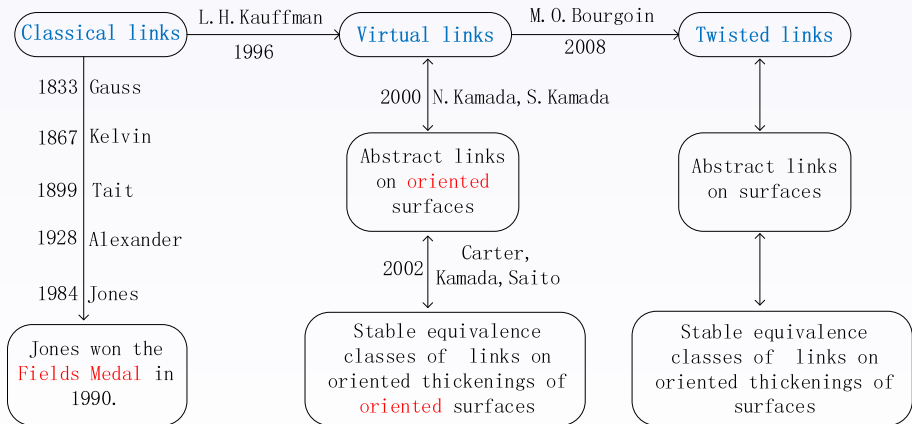 L.H.Kauffman
M.O.Bourgoin
Classical links
Virtual links
Twisted links
1996
2008
1833 Gauss
2000 N.Kamada, S.Kamada
1867 Kelvin
Abstract links
on oriented
surfaces
Abstract links
on surfaces
1899 Tait
1928 Alexander
2002 Carter,
Kamada, Saito
1984 Jones
Jones won the
Fields Medal in
1990.
Stable equivalence
classes of links on
oriented thickenings of
oriented surfaces
Stable equivalence
classes of links on
oriented thickenings of
surfaces